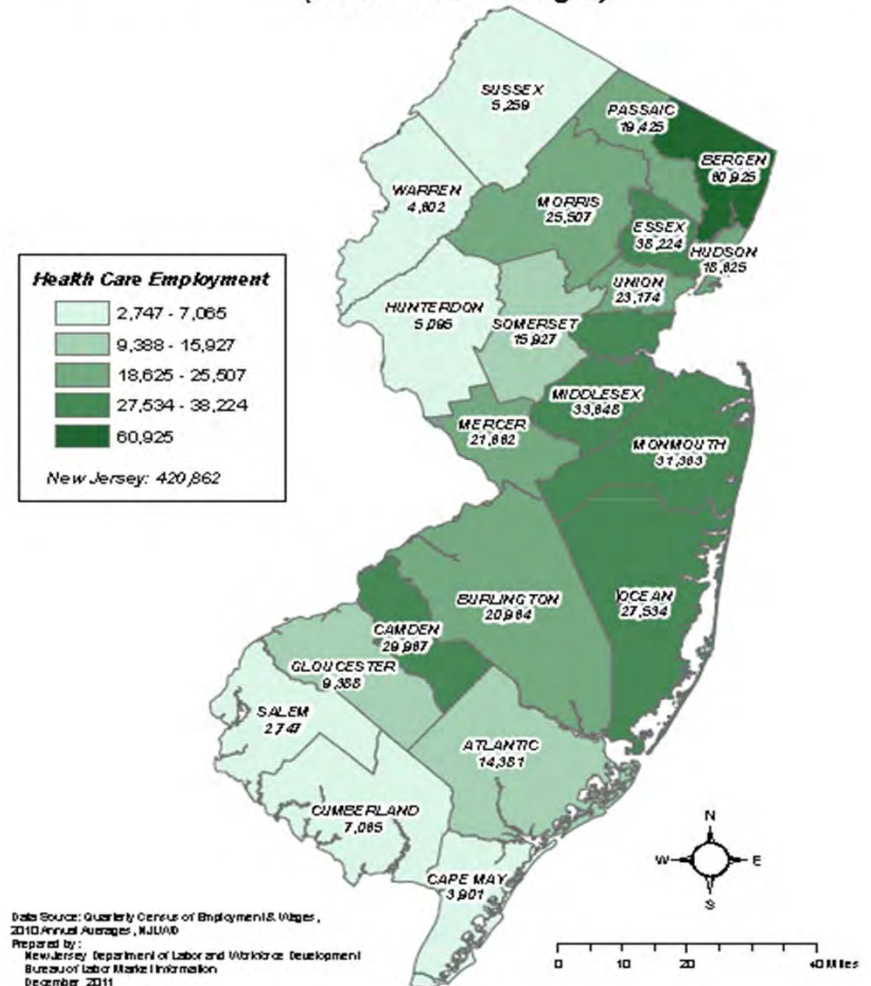 SUSSEX
5,259
PASSAIC
19,425
BERGEN
60,925
WARREN
4,602
MORRIS
25,507
ESSEX
38,224
HUDSON
18,625
UNION
23,174
Health Care Employment
2,747 - 7,065
9,388 - 15,927
18,625 - 25,507
27,534 - 38,224
60,925
New Jersey: 420,862
HUNTERDON
5,095
SOMERSET
15,927
MIDDLESEX
33,648
MERCER
21,662
MONMOUTH
31,363
BURLINGTON
20,964
OCEAN
27,534
CAMDEN
29,967
GLOUCESTER
9,388
SALEM
2,747
ATLANTIC
14,381
CUMBERLAND
7,065
CAPE MAY
3,901
N
W E
S
Data Source: Quarterly Census of Employment & Wages,
2010 Annual Averages, NJLWD
Prepared by:
New Jersey Department of Labor and Workforce Development
Bureau of Labor Market Information
December 2011
0 10 20 40 Miles